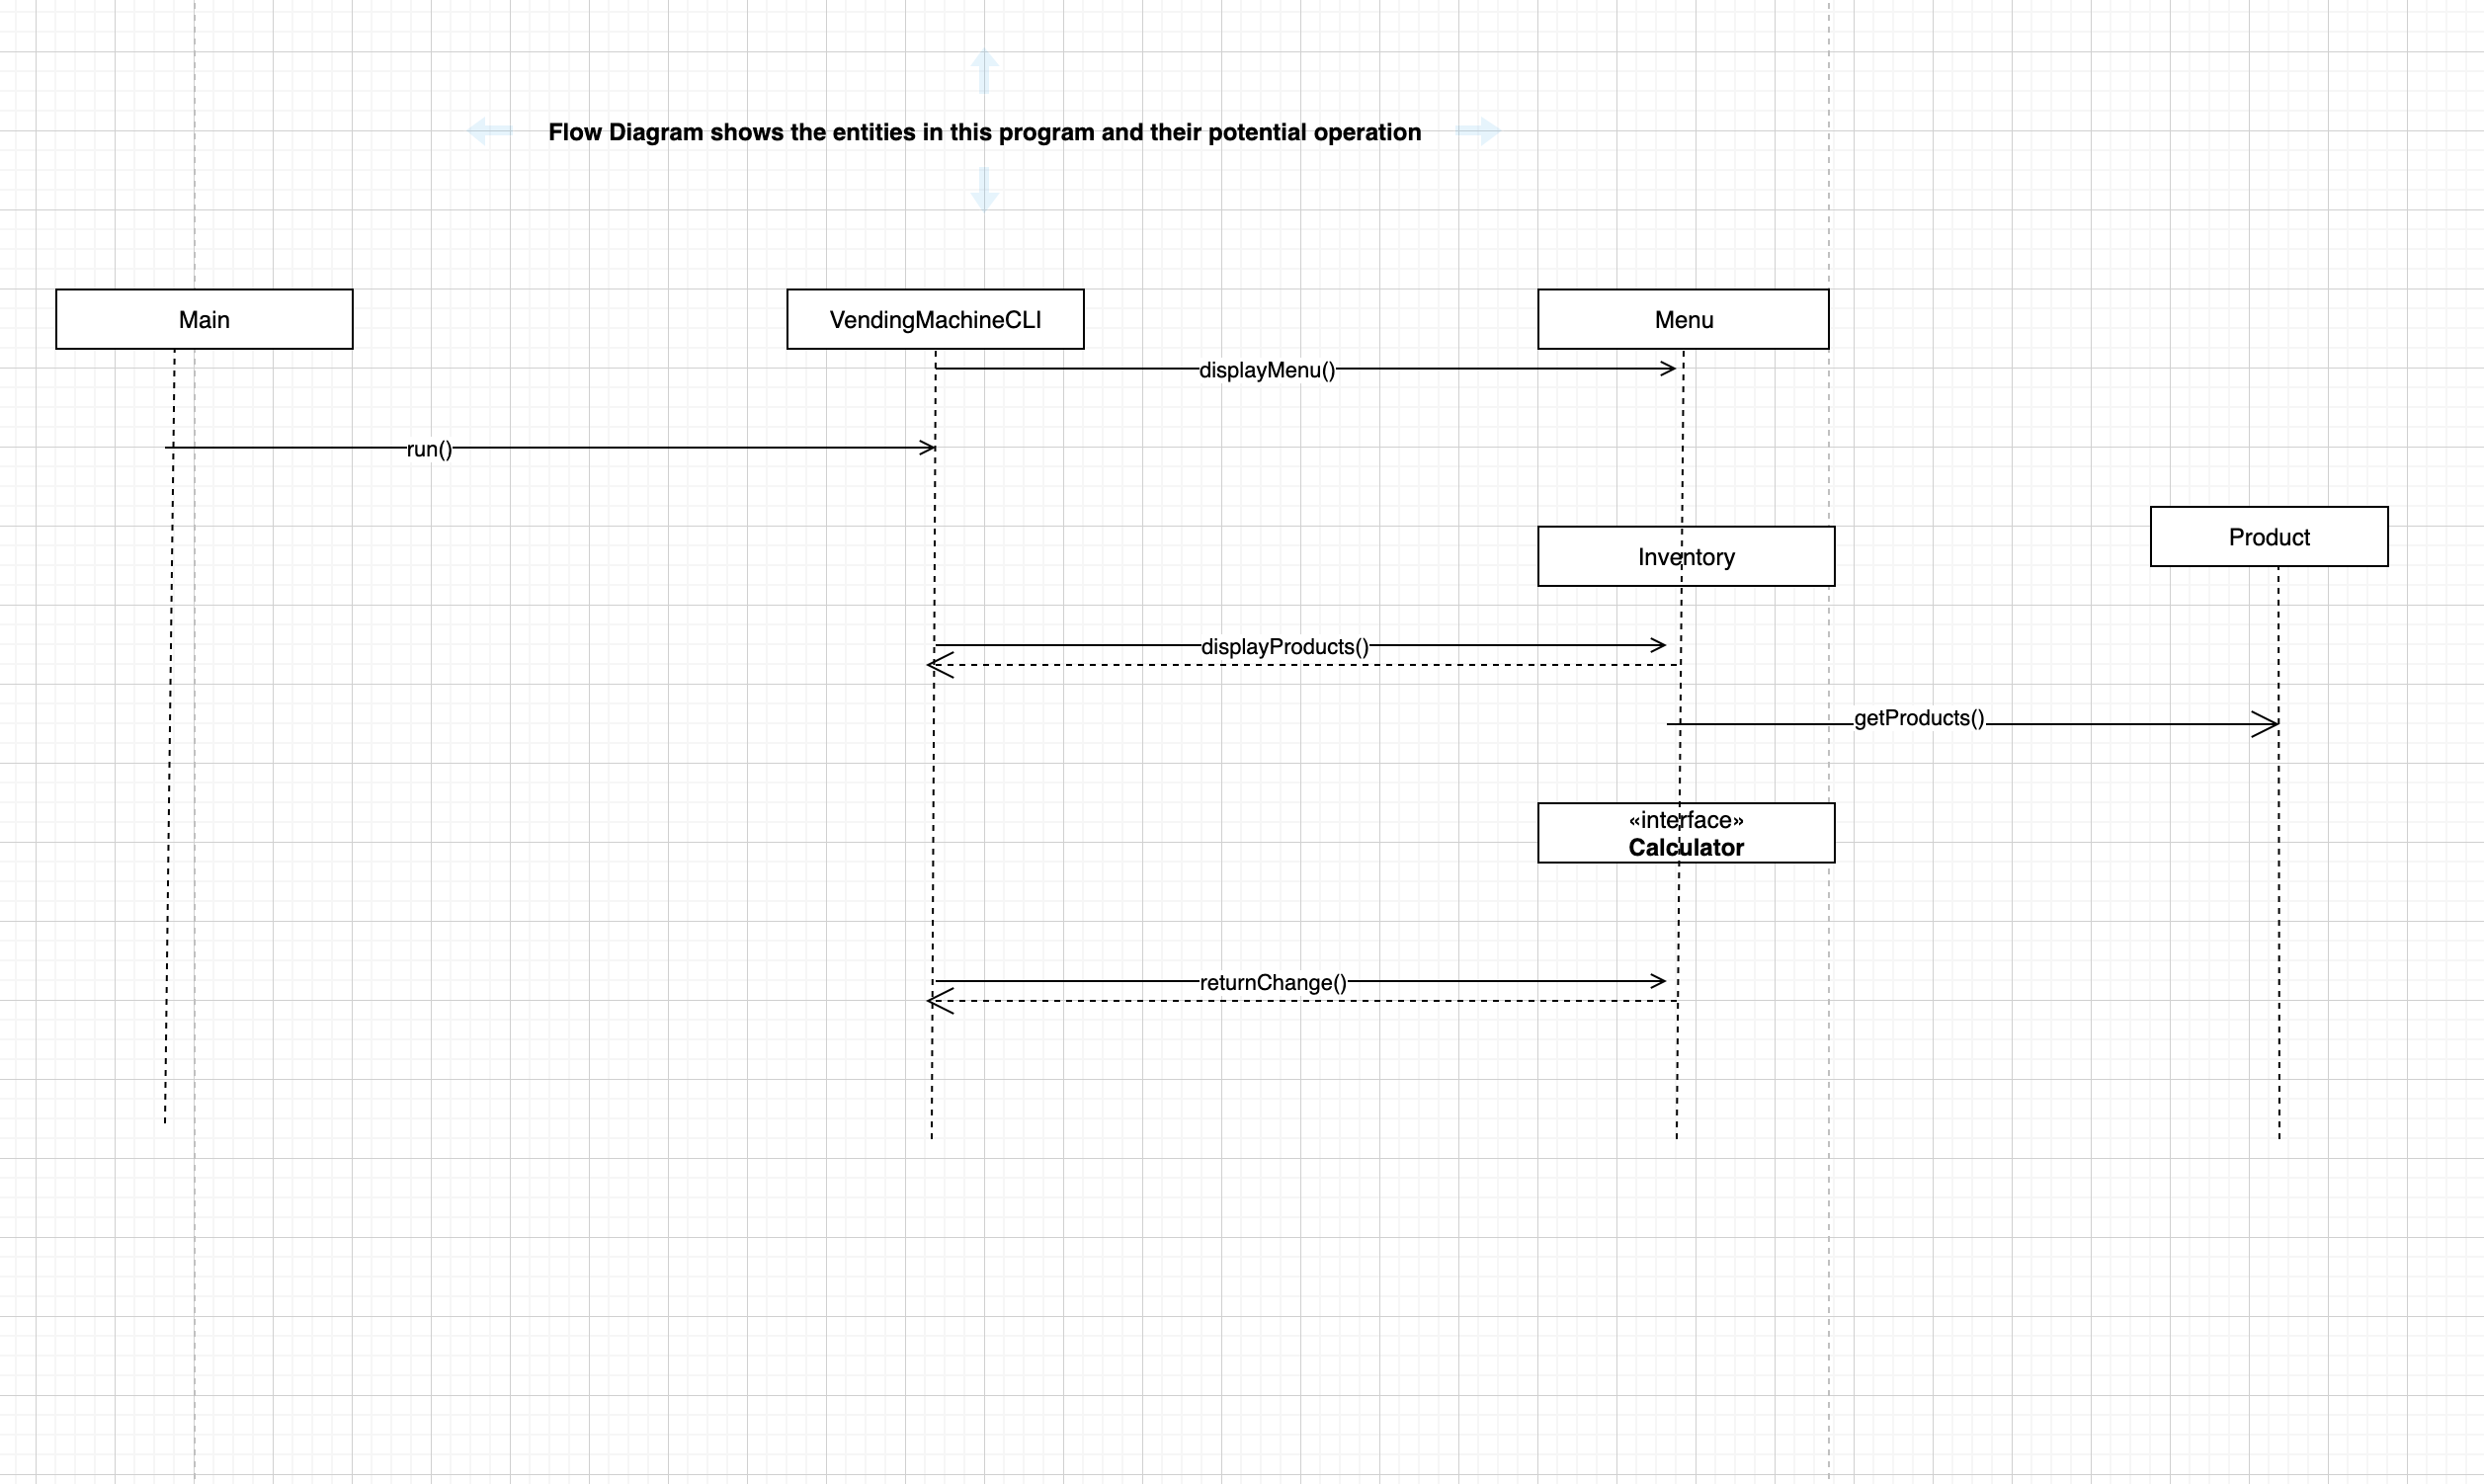 Flow Diagram shows the entities in this program and their potential operation
Main
VendingMachineCLI
Menu
displayMenu()
run()
Product
Inventory
displayProducts()
getProducts()
«interface»
Calculator
returnChange()